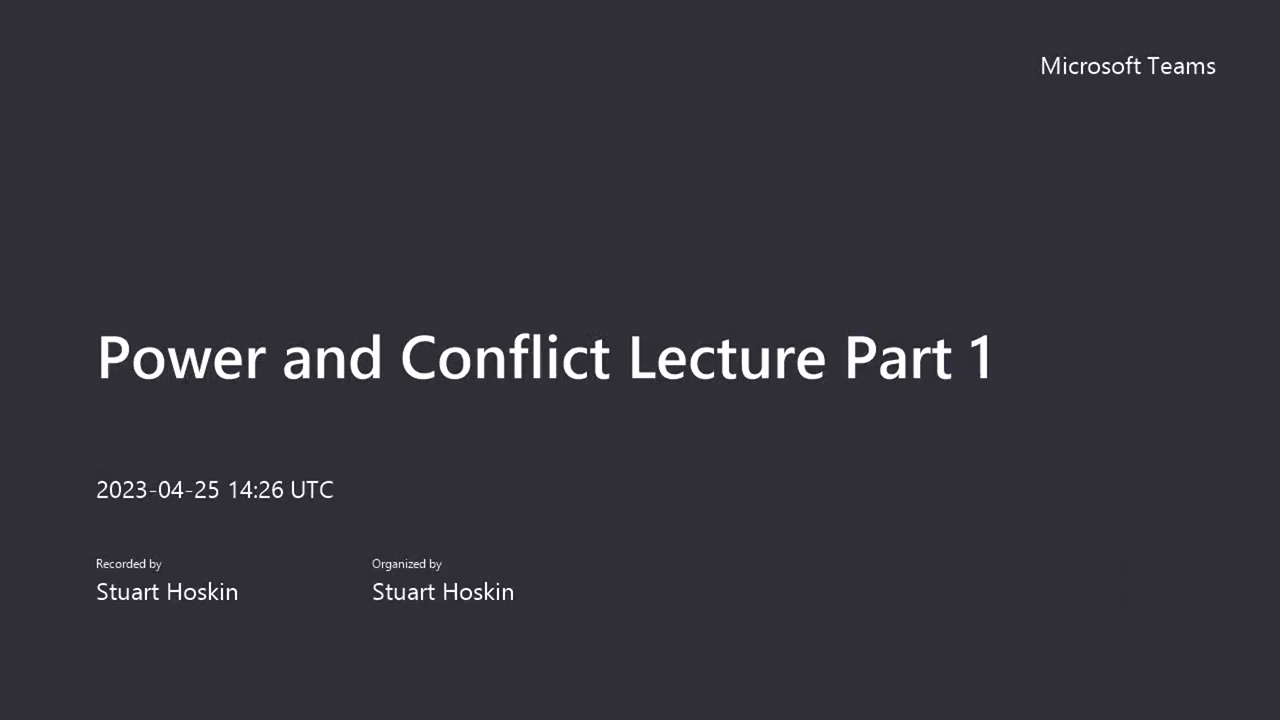 Microsoft Teams
Power and Conflict Lecture Part 1
2023-04-25 14:26 UTC
Recorded by
Stuart Hoskin
Organized by
Stuart Hoskin